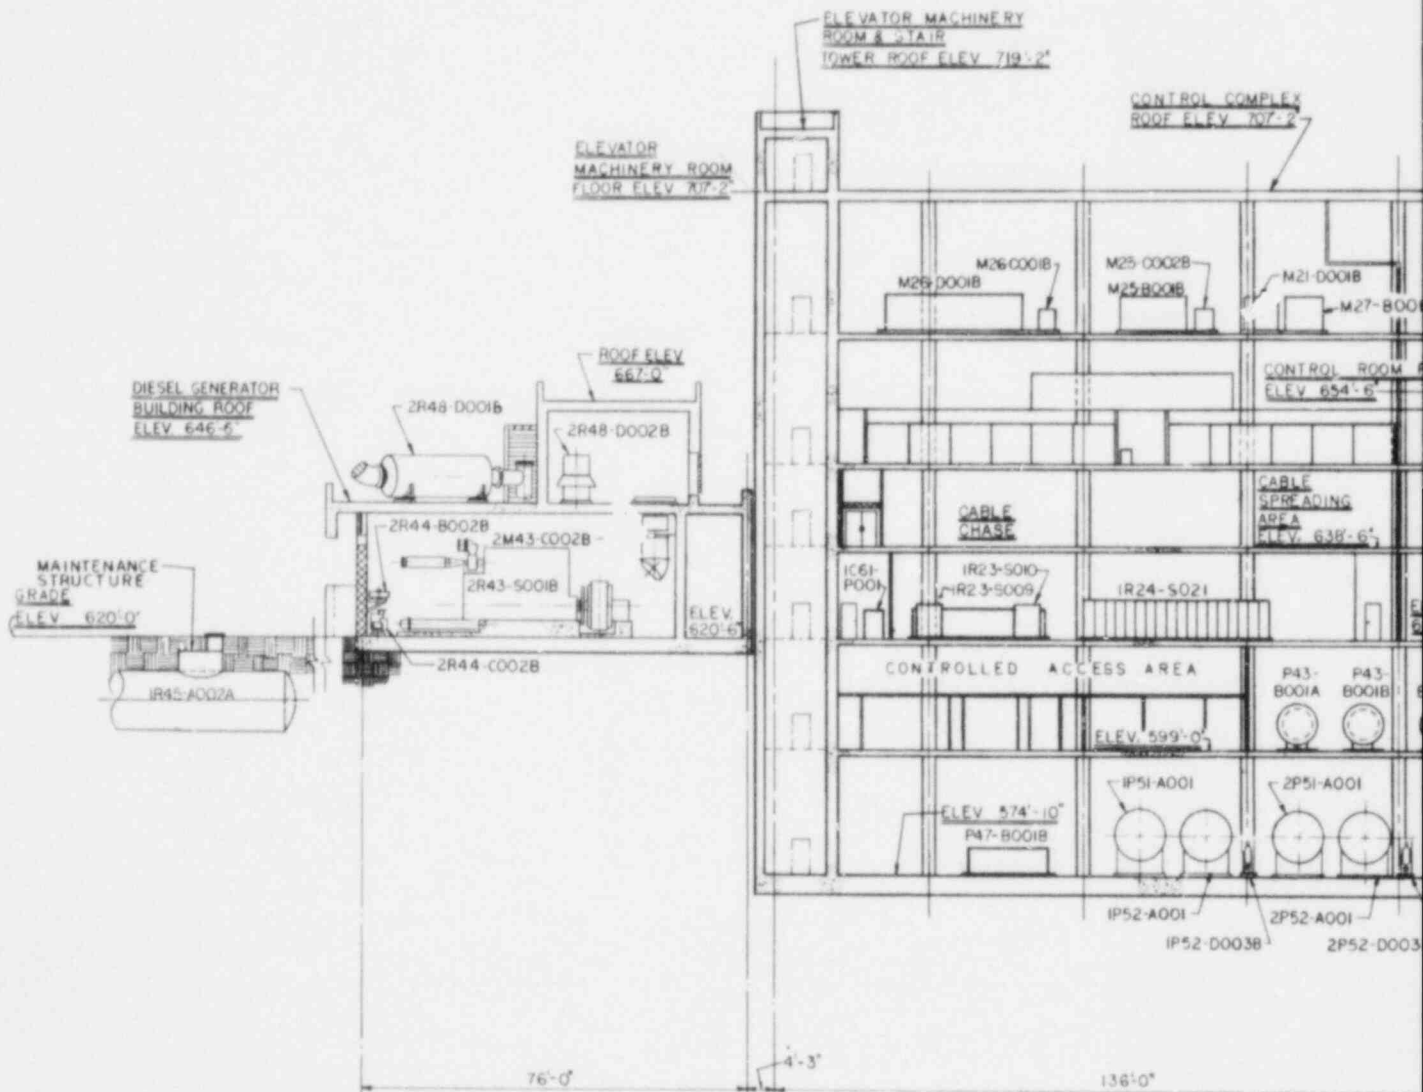 ELEVATOR MACHINERY
ROOM & STAIR
TOWER ROOF ELEV 719'-2"
CONTROL COMPLEX
ROOF ELEV 707'-2"
ELEVATOR
MACHINERY ROOM
FLOOR ELEV 707'-2"
M26-D001B
M26-C001B
M25-C002B
M25-B001B
M21-D001B
M27-B001
ROOF ELEV
667'-0"
CONTROL ROOM
ELEV 654'-6"
DIESEL GENERATOR
BUILDING ROOF
ELEV. 646'-6"
2R48-D001B
2R48-D002B
CABLE
SPREADING
AREA
ELEV. 638'-6"
CABLE
CHASE
2R44-B002B
2M43-C002B
2R43-S001B
MAINTENANCE
STRUCTURE
GRADE
ELEV 620'-0"
1C61-
P001
1R23-S010
1R23-S009
1R24-S021
ELEV.
620'-6"
2R44-C002B
1R45-A002A
CONTROLLED ACCESS AREA
P43-
B001A
P43-
B001B
ELEV. 599'-0"
1P51-A001
2P51-A001
ELEV 574'-10"
P47-B001B
1P52-A001
2P52-A001
1P52-D003B
2P52-D003
4'-3"
76'-0"
136'-0"